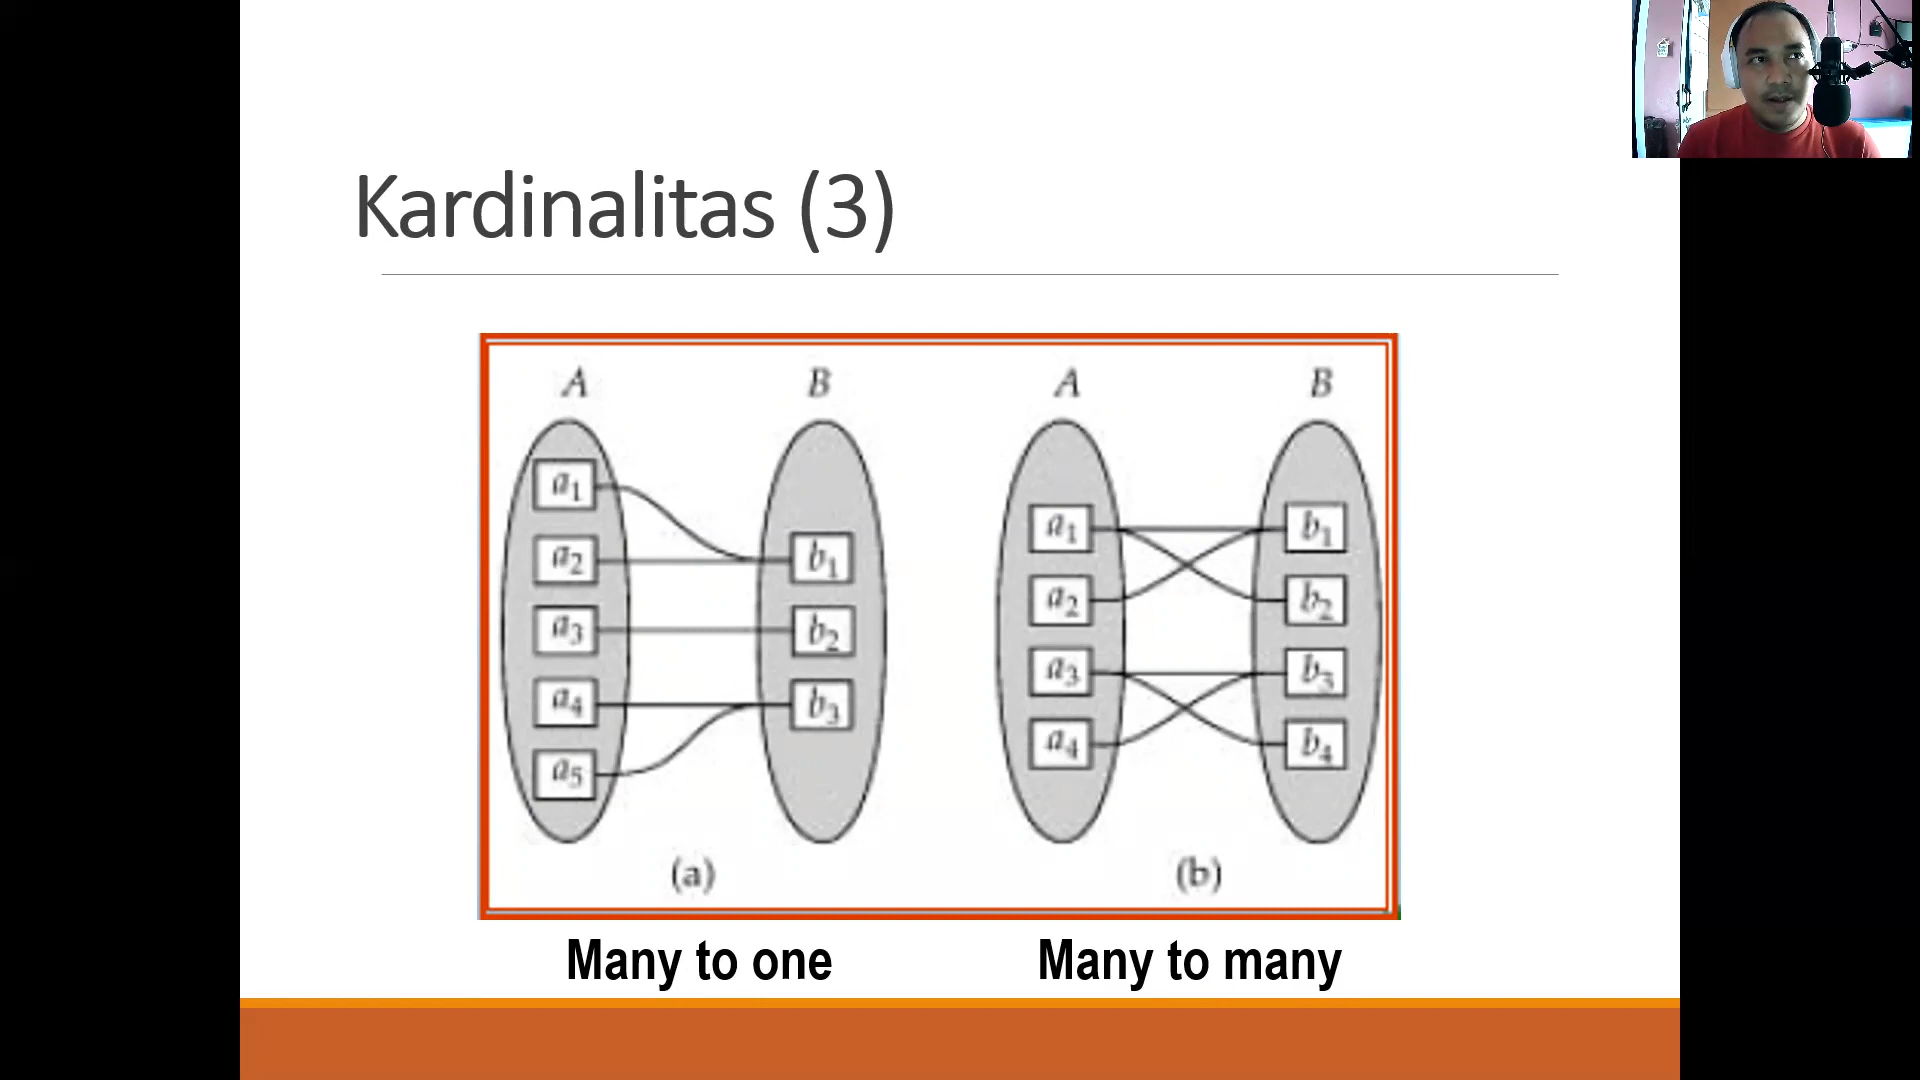 Kardinalitas (3)
A B A B
a1
a2
a3
a4
a5
b1
b2
b3
a1
a2
a3
a4
b1
b2
b3
b4
(a) (b)
Many to one Many to many